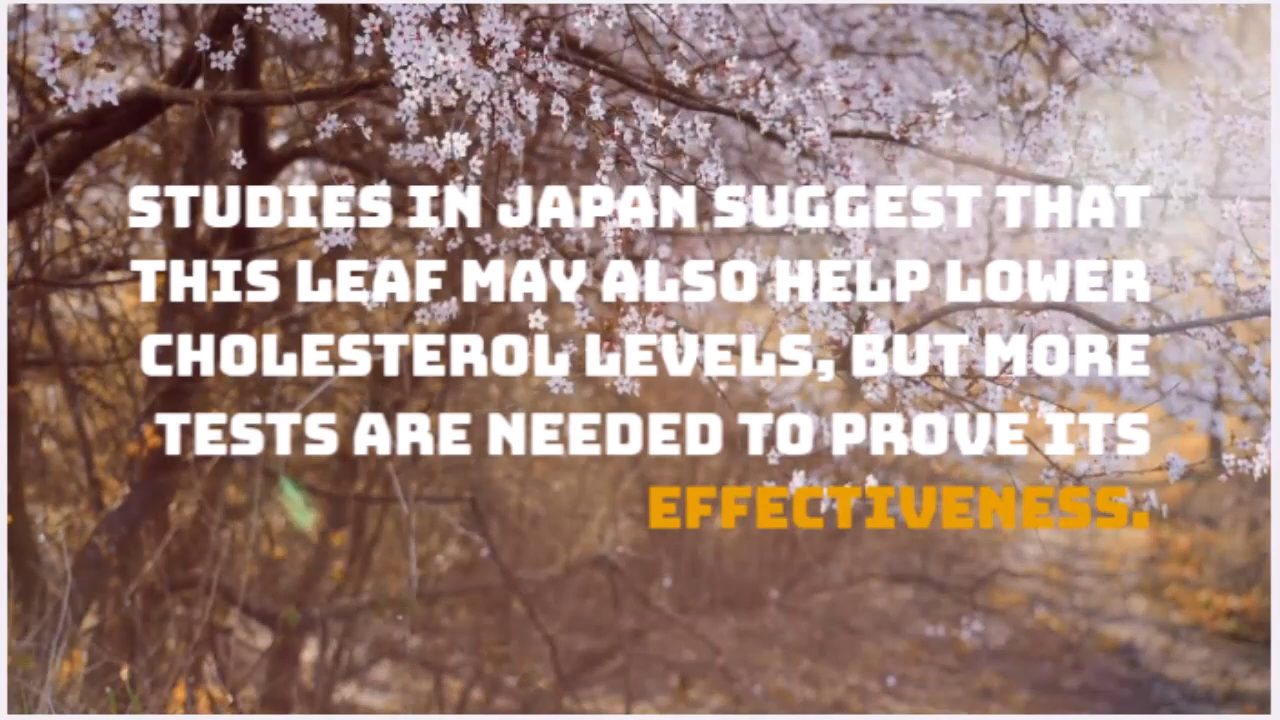 STUDIES IN JAPAN SUGGEST THAT
THIS LEAF MAY ALSO HELP LOWER
CHOLESTEROL LEVELS, BUT MORE
TESTS ARE NEEDED TO PROVE ITS
EFFECTIVENESS.